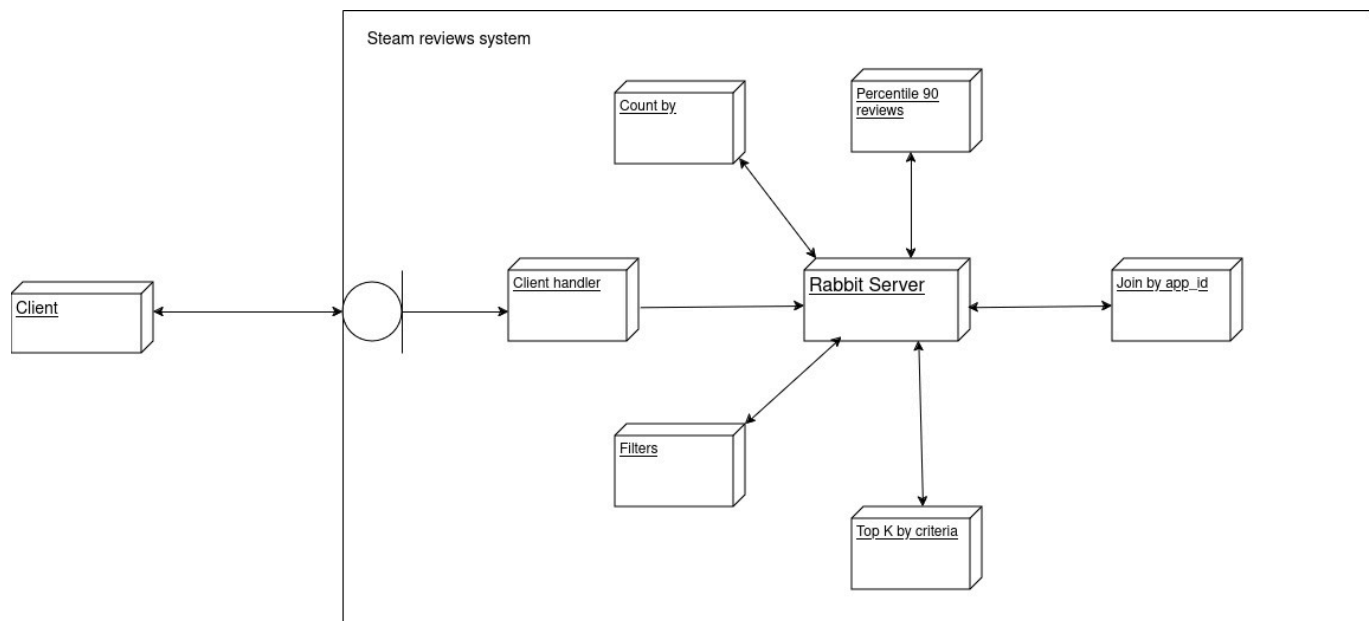 Steam reviews system
Count by
Percentile 90
reviews
Client
Client handler
Rabbit Server
Join by app_id
Filters
Top K by criteria